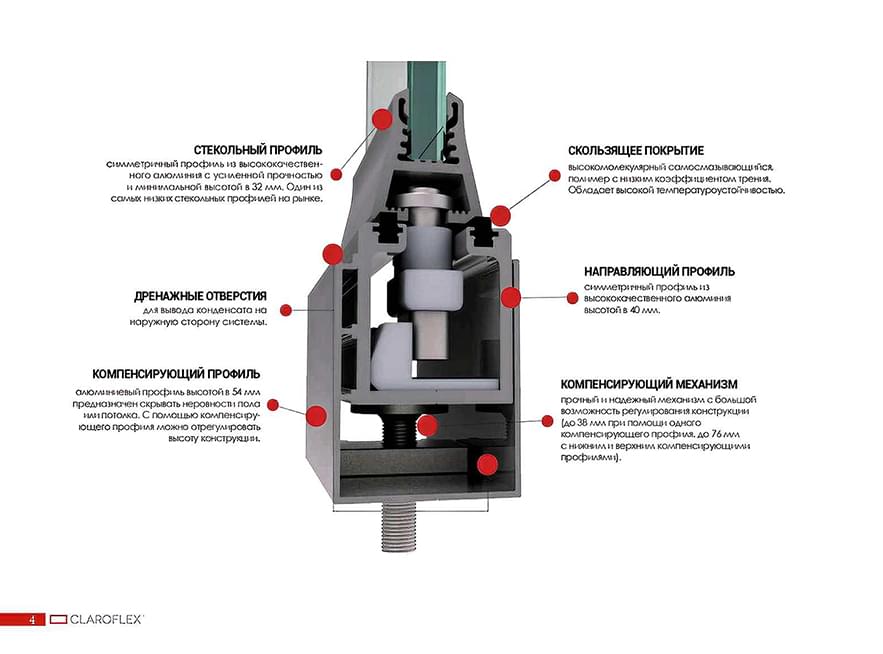 СТЕКОЛЬНЫЙ ПРОФИЛЬ
симметричный профиль из высококачествен-
ного алюминия с усиленной прочностью
и минимальной высотой в 32 мм. Один из
самых низких стекольных профилей на рынке.
ДРЕНАЖНЫЕ ОТВЕРСТИЯ
для вывода конденсата на
наружную сторону системы.
КОМПЕНСИРУЮЩИЙ ПРОФИЛЬ
алюминиевый профиль высотой в 54 мм
предназначен скрывать неровности пола
или потолка. С помощью компенсиру-
ющего профиля можно отрегулировать
высоту конструкции.
СКОЛЬЗЯЩЕЕ ПОКРЫТИЕ
высокомолекулярный самосмазывающийся,
полимер с низким коэффициентом трения.
Обладает высокой температуроустойчивостью.
НАПРАВЛЯЮЩИЙ ПРОФИЛЬ
симметричный профиль из
высококачественного алюминия
высотой в 40 мм.
КОМПЕНСИРУЮЩИЙ МЕХАНИЗМ
прочный и надежный механизм с большой
возможность регулирования конструкции
(до 38 мм при помощи одного
компенсирующего профиля, до 76 мм
с нижним и верхним компенсирующими
профилями).
4 CLAROFLEX